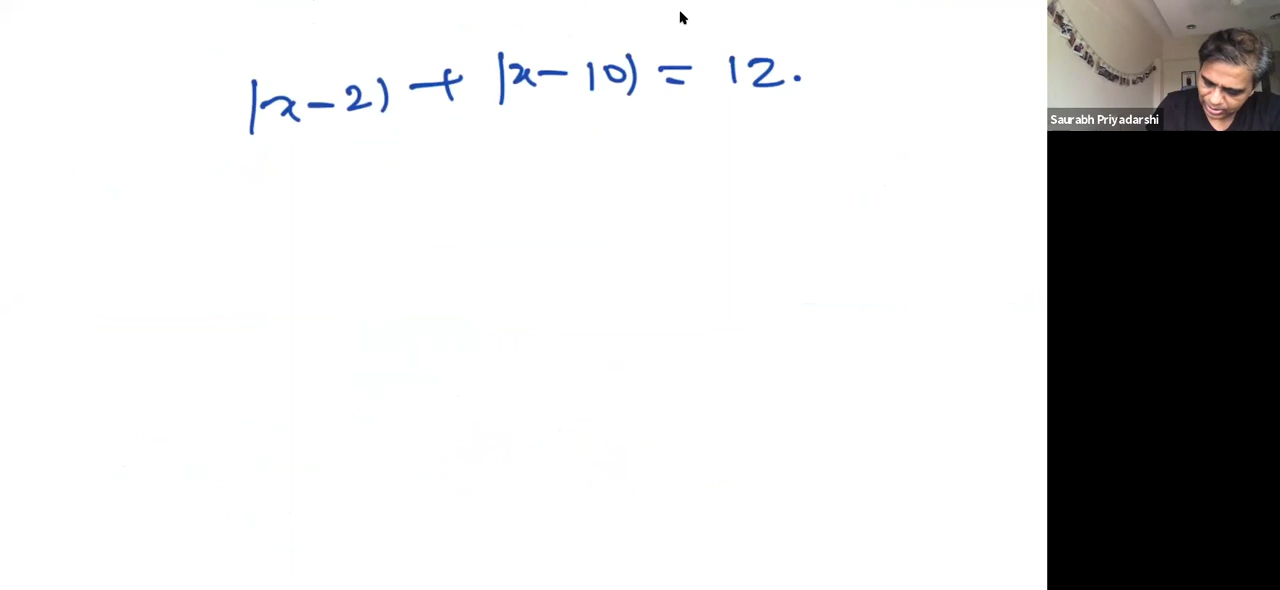 |x-2| + |x-10| = 12.
Saurabh Priyadarshi